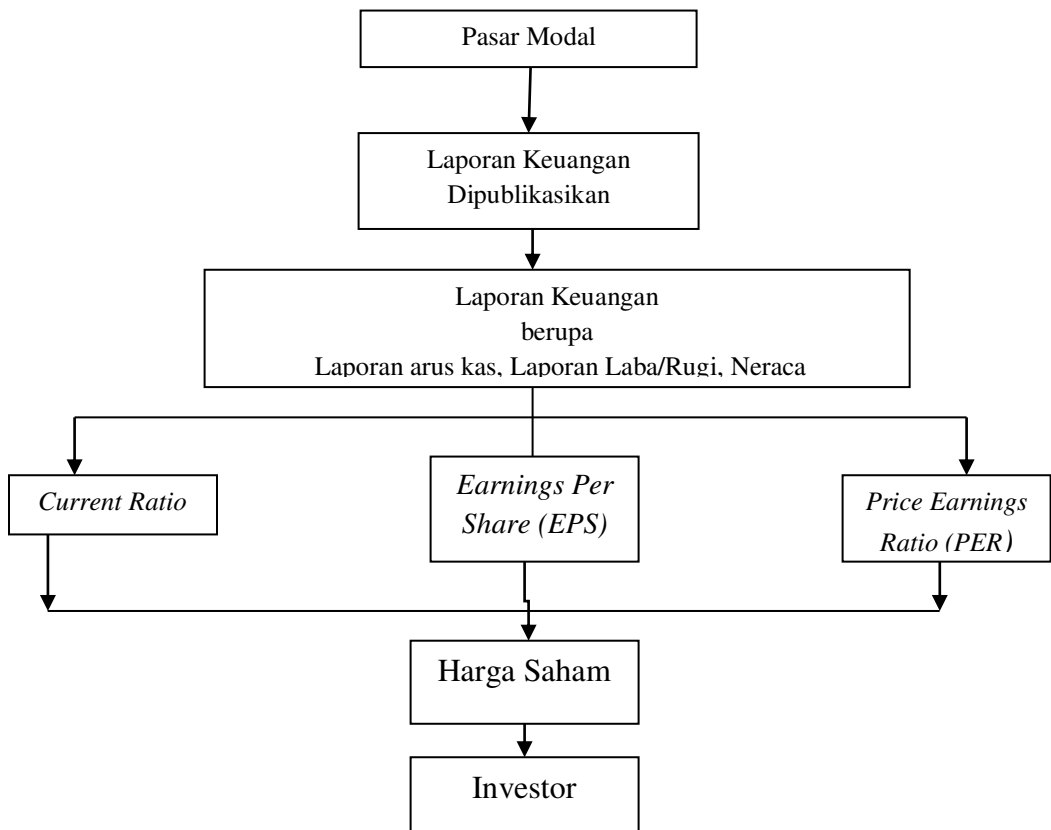 Pasar Modal
Laporan Keuangan
Dipublikasikan
Laporan Keuangan
berupa
Laporan arus kas, Laporan Laba/Rugi, Neraca
Current Ratio
Earnings Per
Share (EPS)
Price Earnings
Ratio (PER)
Harga Saham
Investor